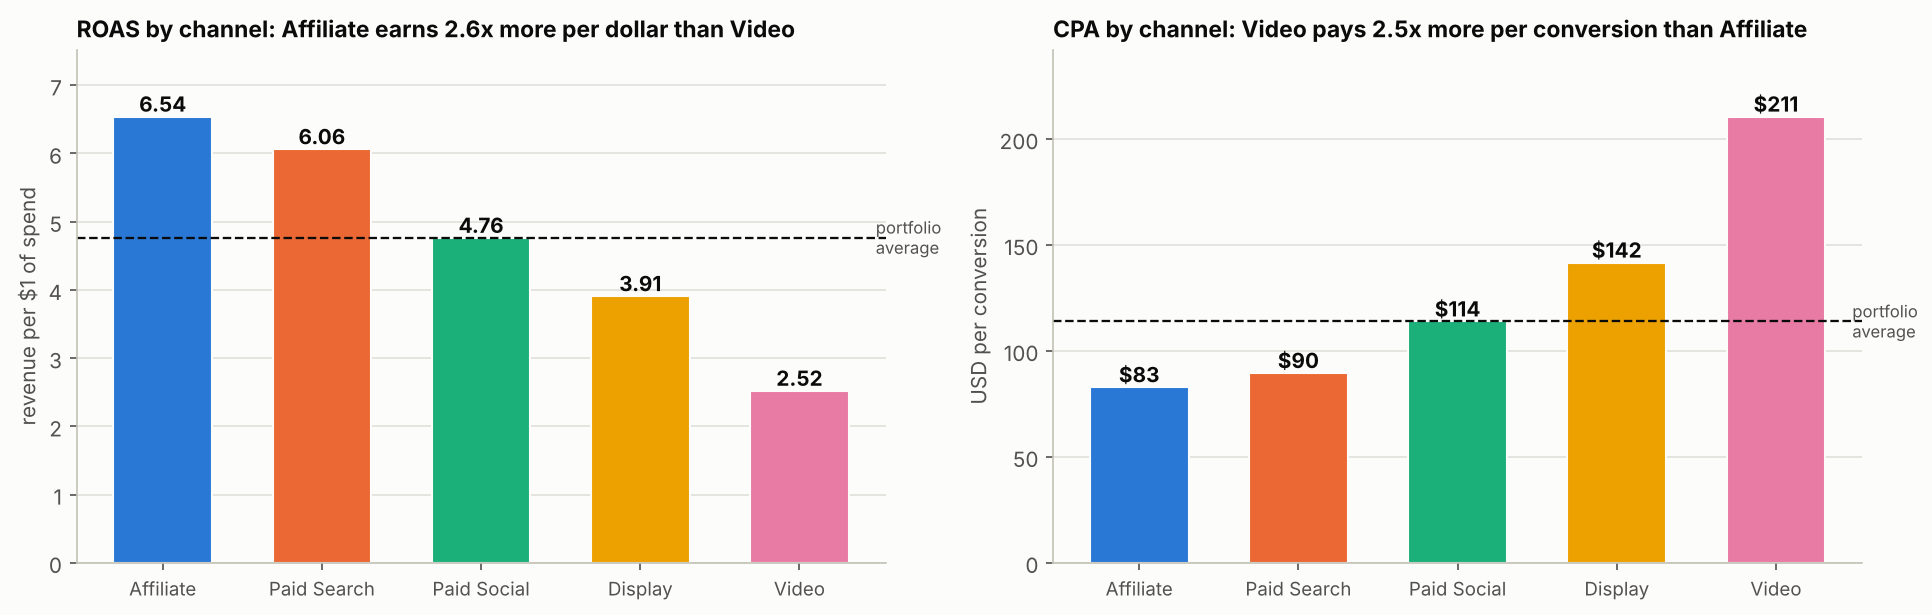 ROAS by channel: Affiliate earns 2.6x more per dollar than Video
revenue per $1 of spend
7
6
5
4
3
2
1
0
6.54
6.06
4.76
3.91
2.52
portfolio
average
Affiliate
Paid Search
Paid Social
Display
Video
CPA by channel: Video pays 2.5x more per conversion than Affiliate
USD per conversion
200
150
100
50
0
$83
$90
$114
$142
$211
portfolio
average
Affiliate
Paid Search
Paid Social
Display
Video